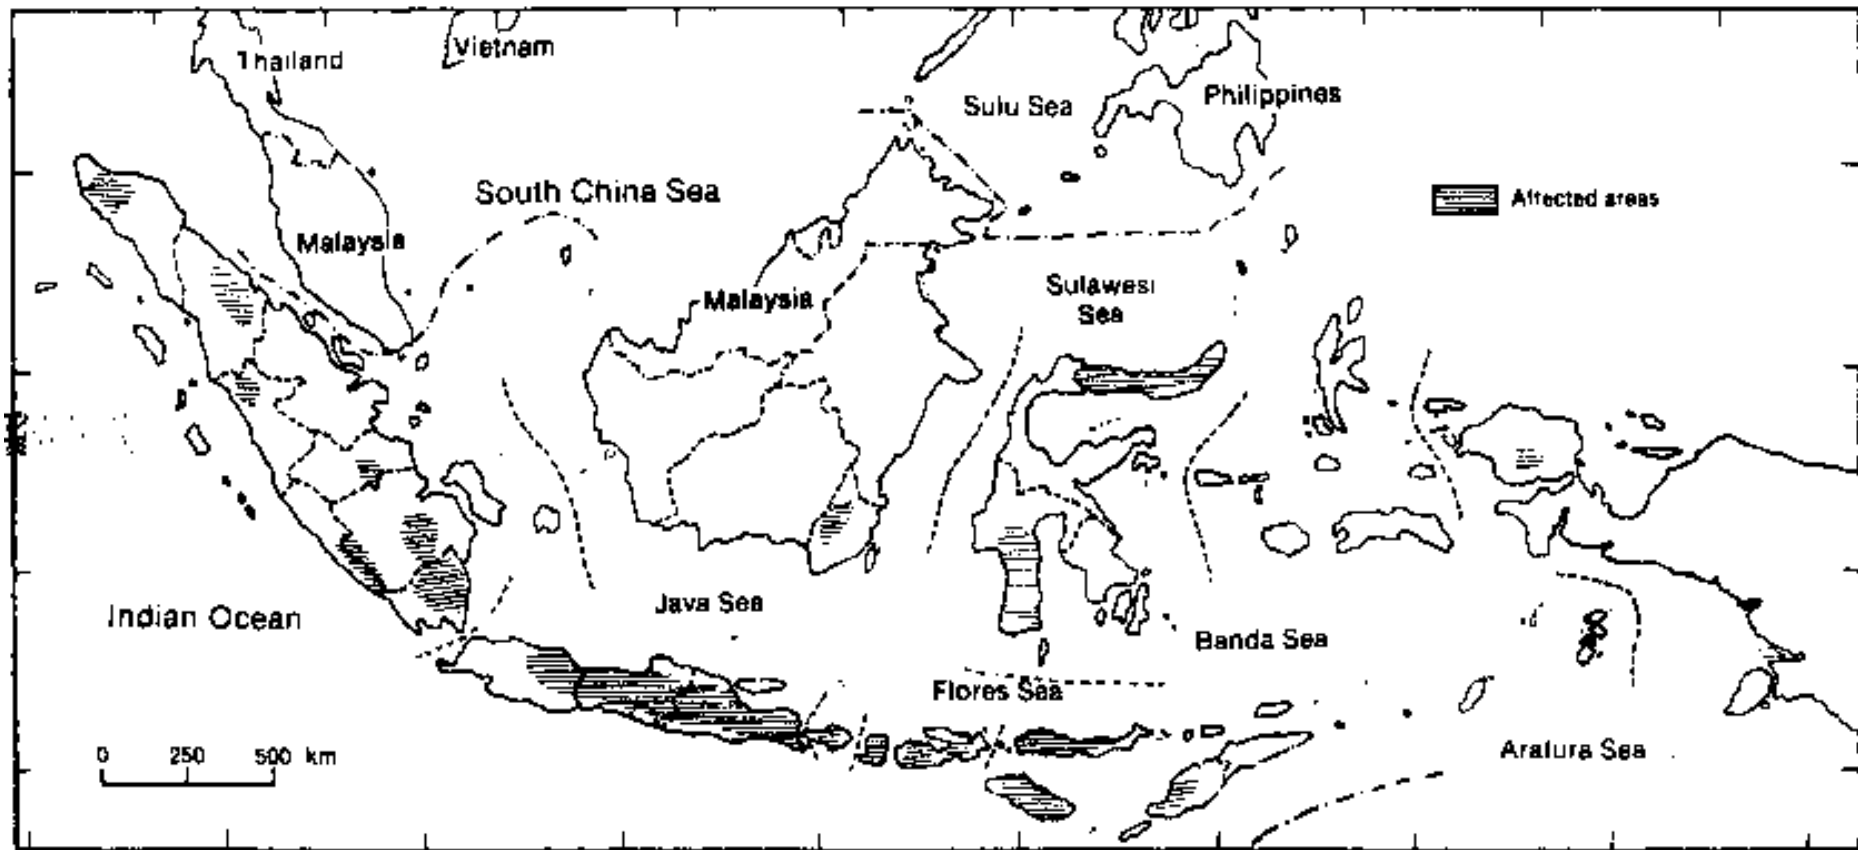 Thailand
Vietnam
Sulu Sea
Philippines
South China Sea
Affected areas
Malaysia
Malaysia
Sulawesi
Sea
Indian Ocean
Java Sea
Banda Sea
Flores Sea
0 250 500 km
Aratura Sea